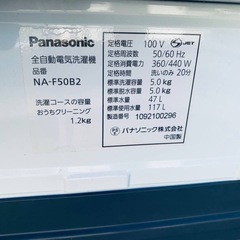 Panasonic
全自動電気洗濯機
品番
NA-F50B2
洗濯コースの容量
おうちクリーニング
1.2kg
定格電圧 100 V JET
定格周波数 50/60 Hz
定格消費電力 360/440 W
定格時間 洗いのみ 20分
標準洗濯容量 5.0 kg
標準脱水容量 5.0 kg
標準水量 47 L
標準使用水量 117 L
製造番号 1092100296
パナソニック株式会社
中国製